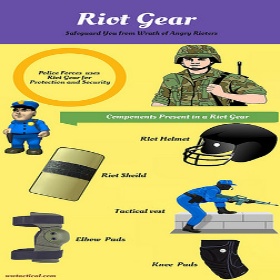 Riot Gear
Safeguard You from Wrath of Angry Rioters
Police Forces uses
Riot Gear for
Protection and Security
Components Present in a Riot Gear
Riot Helmet
Riot Sheild
Tactical vest
Elbow Pads
Knee Pads